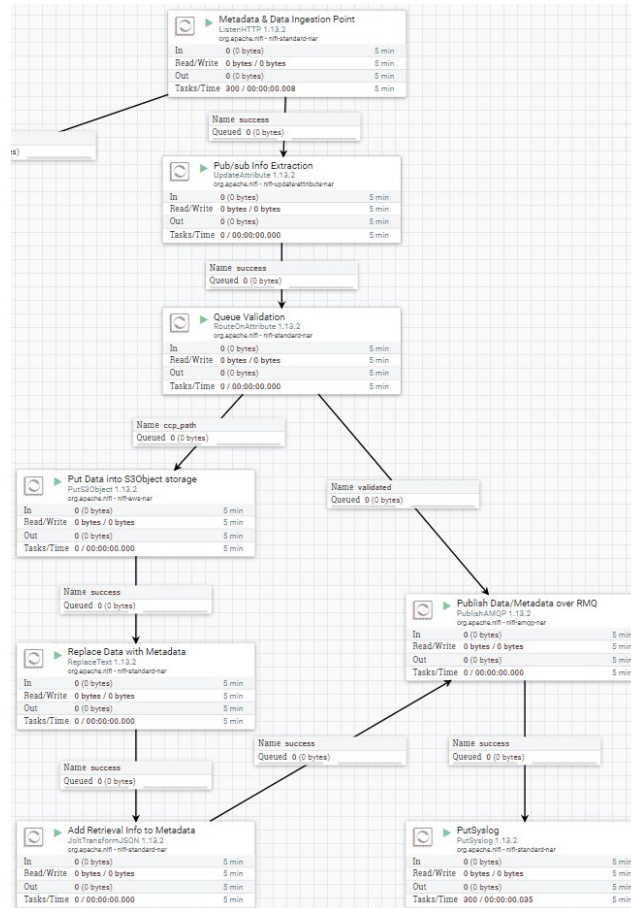 Metadata & Data Ingestion Point
ListenHTTP 1.13.2
org.apache.nifi - nifi-standard-nar
In 0 (0 bytes) 5 min
Read/Write 0 bytes / 0 bytes 5 min
Out 0 (0 bytes) 5 min
Tasks/Time 300 / 00:00:00.008 5 min
Name success
Queued 0 (0 bytes)
s)
Pub/sub Info Extraction
UpdateAttribute 1.13.2
org.apache.nifi - nifi-update-attribute-nar
In 0 (0 bytes) 5 min
Read/Write 0 bytes / 0 bytes 5 min
Out 0 (0 bytes) 5 min
Tasks/Time 0 / 00:00:00.000 5 min
Name success
Queued 0 (0 bytes)
Queue Validation
RouteOnAttribute 1.13.2
org.apache.nifi - nifi-standard-nar
In 0 (0 bytes) 5 min
Read/Write 0 bytes / 0 bytes 5 min
Out 0 (0 bytes) 5 min
Tasks/Time 0 / 00:00:00.000 5 min
Name ccp_path
Queued 0 (0 bytes)
Put Data into S3Object storage
PutS3Object 1.13.2
org.apache.nifi - nifi-aws-nar
In 0 (0 bytes) 5 min
Read/Write 0 bytes / 0 bytes 5 min
Out 0 (0 bytes) 5 min
Tasks/Time 0 / 00:00:00.000 5 min
Name validated
Queued 0 (0 bytes)
Name success
Queued 0 (0 bytes)
Publish Data/Metadata over RMQ
PublishAMQP 1.13.2
org.apache.nifi - nifi-amqp-nar
In 0 (0 bytes) 5 min
Read/Write 0 bytes / 0 bytes 5 min
Out 0 (0 bytes) 5 min
Tasks/Time 0 / 00:00:00.000 5 min
Replace Data with Metadata
ReplaceText 1.13.2
org.apache.nifi - nifi-standard-nar
In 0 (0 bytes) 5 min
Read/Write 0 bytes / 0 bytes 5 min
Out 0 (0 bytes) 5 min
Tasks/Time 0 / 00:00:00.000 5 min
Name success
Queued 0 (0 bytes)
Name success
Queued 0 (0 bytes)
Name success
Queued 0 (0 bytes)
Add Retrieval Info to Metadata
JoltTransformJSON 1.13.2
org.apache.nifi - nifi-standard-nar
In 0 (0 bytes) 5 min
Read/Write 0 bytes / 0 bytes 5 min
Out 0 (0 bytes) 5 min
Tasks/Time 0 / 00:00:00.000 5 min
PutSyslog
PutSyslog 1.13.2
org.apache.nifi - nifi-standard-nar
In 0 (0 bytes) 5 min
Read/Write 0 bytes / 0 bytes 5 min
Out 0 (0 bytes) 5 min
Tasks/Time 300 / 00:00:00.035 5 min